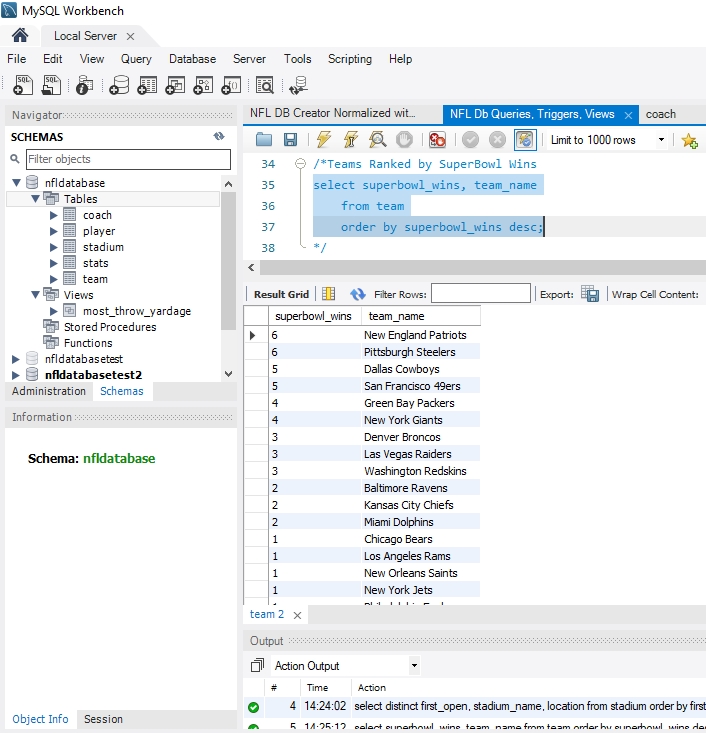 MySQL Workbench
Local Server
File Edit View Query Database Server Tools Scripting Help
Navigator
SCHEMAS
Filter objects
nfldatabase
Tables
coach
player
stadium
stats
team
Views
most_throw_yardage
Stored Procedures
Functions
nfldatabasetest
nfldatabasetest2
Administration Schemas
Information
Schema: nfldatabase
Object Info Session
NFL DB Creator Normalized wit... NFL Db Queries, Triggers, Views coach
Limit to 1000 rows
34 /*Teams Ranked by SuperBowl Wins
35 select superbowl_wins, team_name
36 from team
37 order by superbowl_wins desc;
38 */
Result Grid Filter Rows: Export: Wrap Cell Content:
superbowl_wins team_name
6 New England Patriots
6 Pittsburgh Steelers
5 Dallas Cowboys
5 San Francisco 49ers
4 Green Bay Packers
4 New York Giants
3 Denver Broncos
3 Las Vegas Raiders
3 Washington Redskins
2 Baltimore Ravens
2 Kansas City Chiefs
2 Miami Dolphins
1 Chicago Bears
1 Los Angeles Rams
1 New Orleans Saints
1 New York Jets
team 2
Output
Action Output
# Time Action
4 14:24:02 select distinct first_open, stadium_name, location from stadium order by first
5 14:25:12 select superbowl_wins, team_name from team order by superbowl_wins des